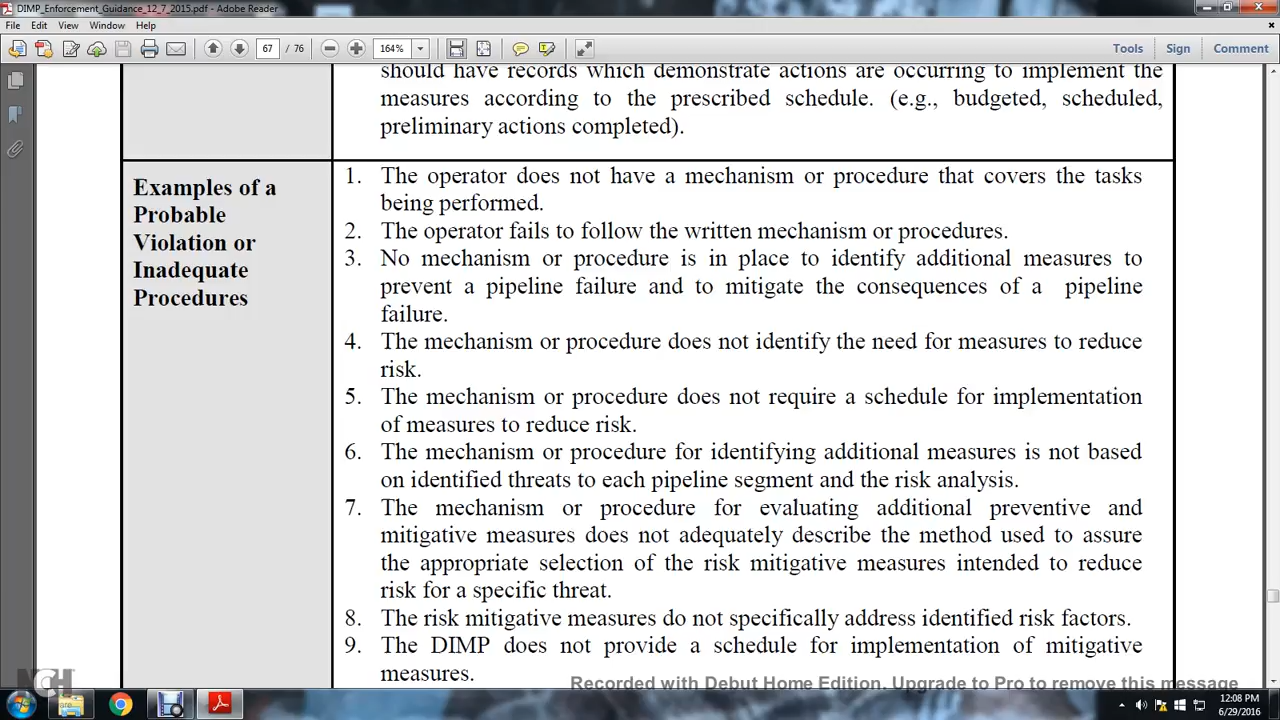 DIMP_Enforcement_Guidance_12_7_2015.pdf - Adobe Reader
File Edit View Window Help
67 / 76 164% Tools Sign Comment
should have records which demonstrate actions are occurring to implement the
measures according to the prescribed schedule. (e.g., budgeted, scheduled,
preliminary actions completed).
Examples of a
Probable
Violation or
Inadequate
Procedures
1. The operator does not have a mechanism or procedure that covers the tasks
being performed.
2. The operator fails to follow the written mechanism or procedures.
3. No mechanism or procedure is in place to identify additional measures to
prevent a pipeline failure and to mitigate the consequences of a pipeline
failure.
4. The mechanism or procedure does not identify the need for measures to reduce
risk.
5. The mechanism or procedure does not require a schedule for implementation
of measures to reduce risk.
6. The mechanism or procedure for identifying additional measures is not based
on identified threats to each pipeline segment and the risk analysis.
7. The mechanism or procedure for evaluating additional preventive and
mitigative measures does not adequately describe the method used to assure
the appropriate selection of the risk mitigative measures intended to reduce
risk for a specific threat.
8. The risk mitigative measures do not specifically address identified risk factors.
9. The DIMP does not provide a schedule for implementation of mitigative
measures.
Recorded with Debut Home Edition. Upgrade to Pro to remove this message
NCH
12:08 PM
6/29/2016